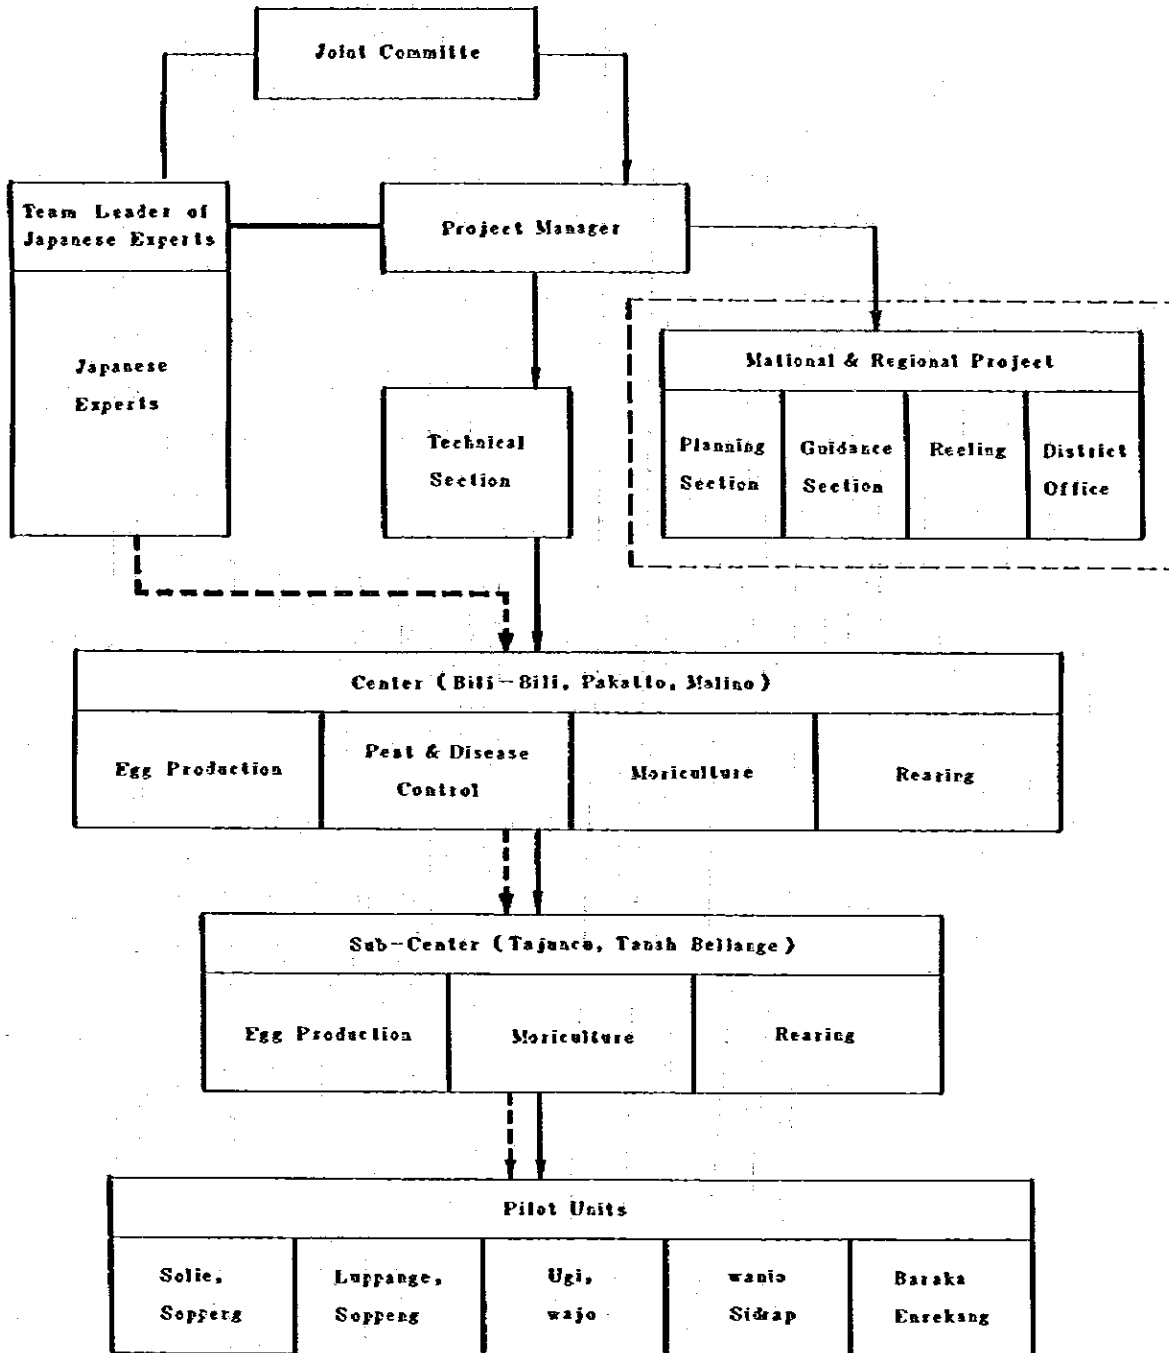 Joint Committe
Team Leader of
Japanese Experts
Project Manager
Japanese
Experts
Technical
Section
Mational & Regional Project
Planning
Section
Guidance
Section
Reeling
District
Office
Center (Bili-Bili, Pakatto, Malino)
Egg Production
Pest & Disease
Control
Moriculture
Rearing
Sub-Center (Tajunco, Tanah Bellange)
Egg Production
Moriculture
Rearing
Pilot Units
Solie,
Soppeng
Luppange,
Soppeng
Ugi,
wajo
wanio
Sidrap
Baraka
Enrekang